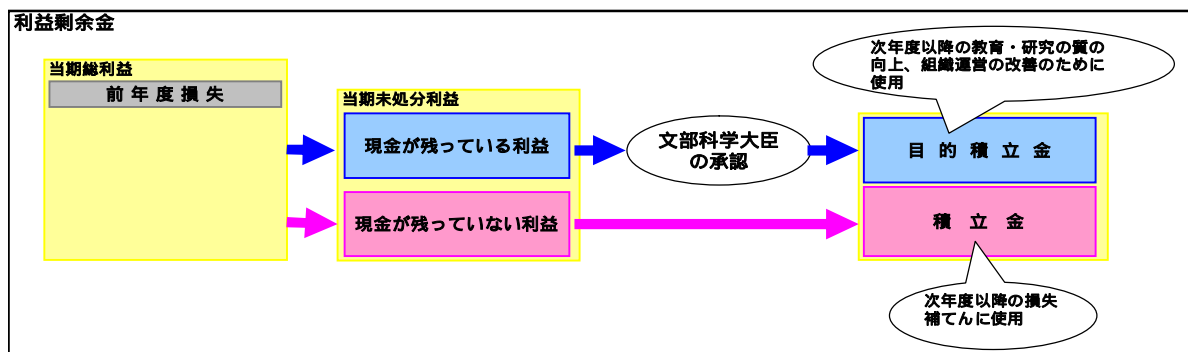 利益剰余金
当期総利益
前年度損失
当期未処分利益
現金が残っている利益
現金が残っていない利益
文部科学大臣
の承認
次年度以降の教育・研究の質の
向上、組織運営の改善のために
使用
目的積立金
積立金
次年度以降の損失
補てんに使用